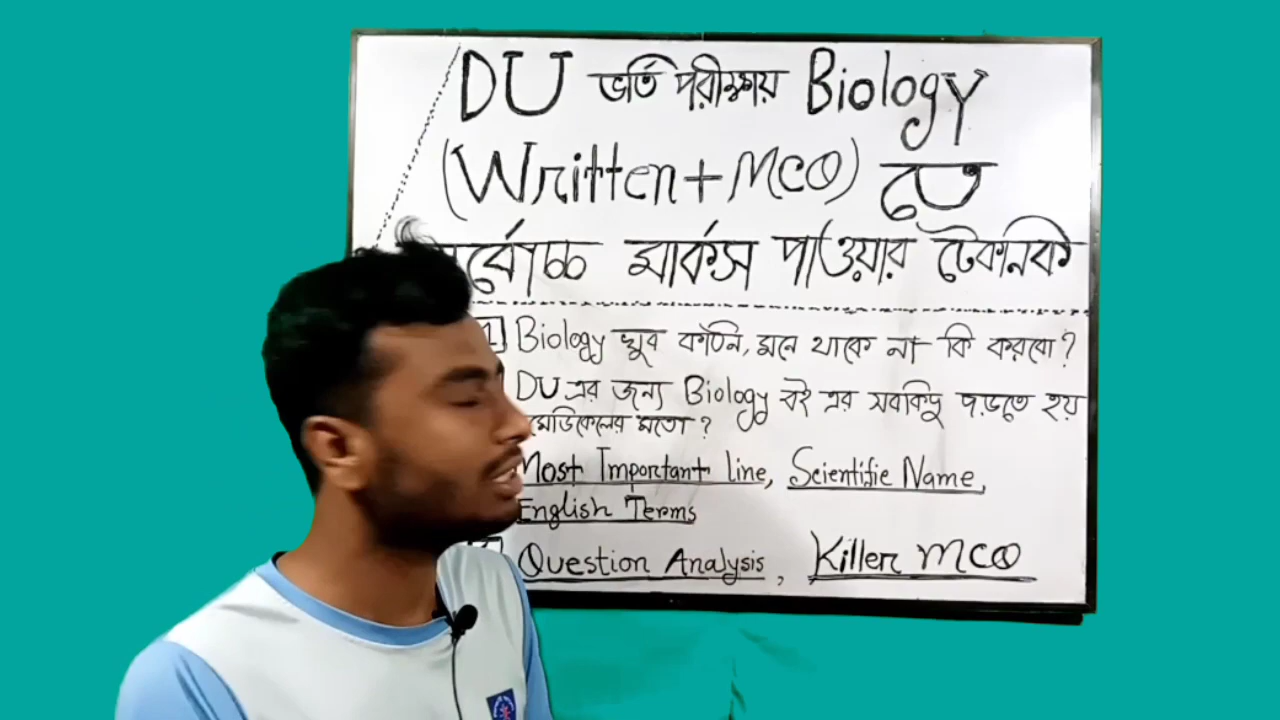 DU ভর্তি পরীক্ষায় Biology
(Written+MCQ) তে
র্বোচ্চ মার্কস পাওয়ার টেকনিক
1 Biology খুব কঠিন, মনে থাকে না কি করবো?
DU এর জন্য Biology বই এর সবকিছু পড়তে হয়
মেডিকেলের মতো?
Most Important line, Scientific Name,
English Terms
Question Analysis, Killer MCQ